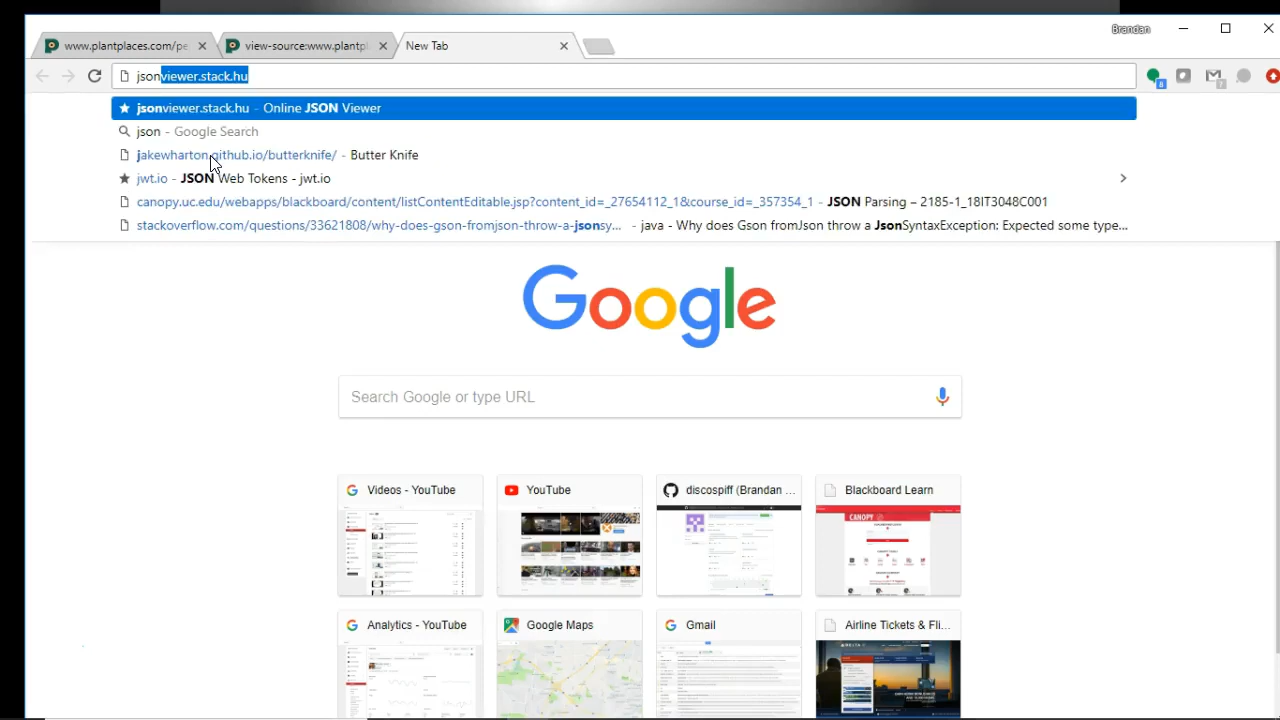 Brandan
www.plantplaces.com/pe
view-source:www.plantpl
New Tab
jsonviewer.stack.hu
8
7
jsonviewer.stack.hu - Online JSON Viewer
json - Google Search
jakewharton.github.io/butterknife/ - Butter Knife
jwt.io - JSON Web Tokens - jwt.io
canopy.uc.edu/webapps/blackboard/content/listContentEditable.jsp?content_id=_27654112_1&course_id=_357354_1 - JSON Parsing – 2185-1_18IT3048C001
stackoverflow.com/questions/33621808/why-does-gson-fromjson-throw-a-jsonsy... - java - Why does Gson fromJson throw a JsonSyntaxException: Expected some type...
Google
Search Google or type URL
Videos - YouTube
YouTube
discospiff (Brandan ...
Blackboard Learn
CANOPY
Analytics - YouTube
Google Maps
Gmail
Airline Tickets & Fli...